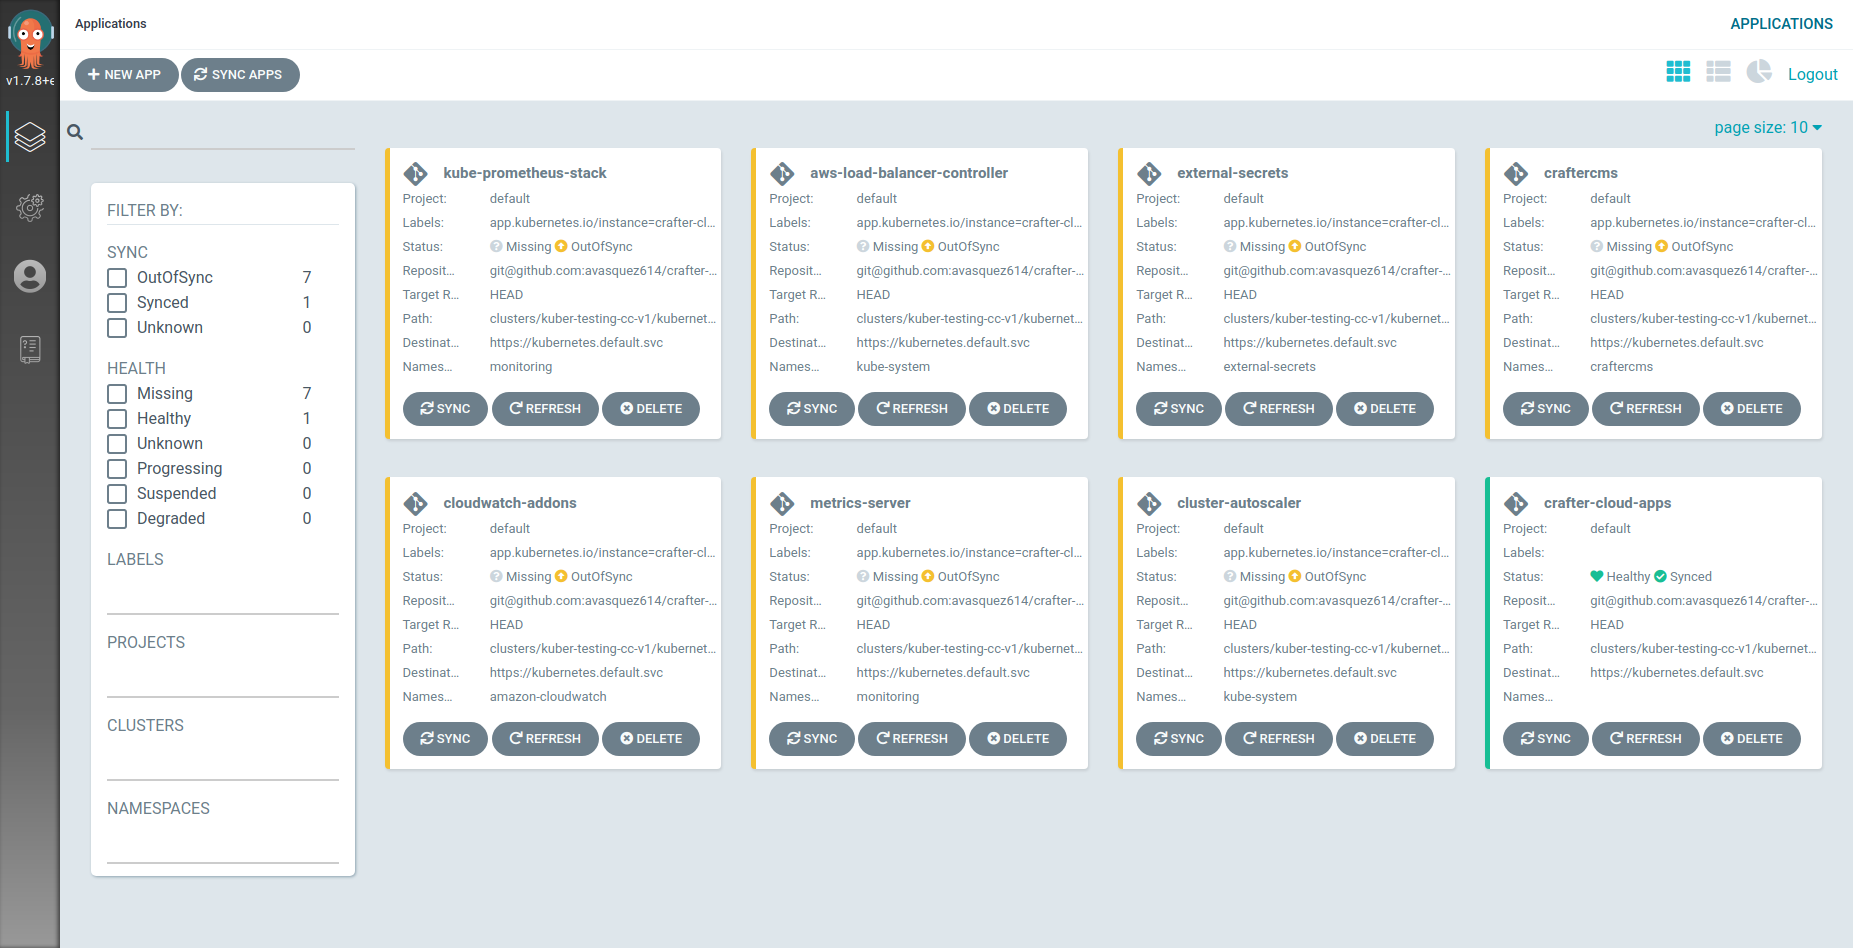 Applications
APPLICATIONS
v1.7.8+e
NEW APP
SYNC APPS
Logout
page size: 10
FILTER BY:
SYNC
OutOfSync 7
Synced 1
Unknown 0
HEALTH
Missing 7
Healthy 1
Unknown 0
Progressing 0
Suspended 0
Degraded 0
LABELS
PROJECTS
CLUSTERS
NAMESPACES
kube-prometheus-stack
Project: default
Labels: app.kubernetes.io/instance=crafter-cl...
Status: Missing OutOfSync
Reposit... git@github.com:avasquez614/crafter-...
Target R... HEAD
Path: clusters/kuber-testing-cc-v1/kubernet...
Destinat... https://kubernetes.default.svc
Names... monitoring
SYNC REFRESH DELETE
aws-load-balancer-controller
Project: default
Labels: app.kubernetes.io/instance=crafter-cl...
Status: Missing OutOfSync
Reposit... git@github.com:avasquez614/crafter-...
Target R... HEAD
Path: clusters/kuber-testing-cc-v1/kubernet...
Destinat... https://kubernetes.default.svc
Names... kube-system
SYNC REFRESH DELETE
external-secrets
Project: default
Labels: app.kubernetes.io/instance=crafter-cl...
Status: Missing OutOfSync
Reposit... git@github.com:avasquez614/crafter-...
Target R... HEAD
Path: clusters/kuber-testing-cc-v1/kubernet...
Destinat... https://kubernetes.default.svc
Names... external-secrets
SYNC REFRESH DELETE
craftercms
Project: default
Labels: app.kubernetes.io/instance=crafter-cl...
Status: Missing OutOfSync
Reposit... git@github.com:avasquez614/crafter-...
Target R... HEAD
Path: clusters/kuber-testing-cc-v1/kubernet...
Destinat... https://kubernetes.default.svc
Names... craftercms
SYNC REFRESH DELETE
cloudwatch-addons
Project: default
Labels: app.kubernetes.io/instance=crafter-cl...
Status: Missing OutOfSync
Reposit... git@github.com:avasquez614/crafter-...
Target R... HEAD
Path: clusters/kuber-testing-cc-v1/kubernet...
Destinat... https://kubernetes.default.svc
Names... amazon-cloudwatch
SYNC REFRESH DELETE
metrics-server
Project: default
Labels: app.kubernetes.io/instance=crafter-cl...
Status: Missing OutOfSync
Reposit... git@github.com:avasquez614/crafter-...
Target R... HEAD
Path: clusters/kuber-testing-cc-v1/kubernet...
Destinat... https://kubernetes.default.svc
Names... monitoring
SYNC REFRESH DELETE
cluster-autoscaler
Project: default
Labels: app.kubernetes.io/instance=crafter-cl...
Status: Missing OutOfSync
Reposit... git@github.com:avasquez614/crafter-...
Target R... HEAD
Path: clusters/kuber-testing-cc-v1/kubernet...
Destinat... https://kubernetes.default.svc
Names... kube-system
SYNC REFRESH DELETE
crafter-cloud-apps
Project: default
Labels:
Status: Healthy Synced
Reposit... git@github.com:avasquez614/crafter-...
Target R... HEAD
Path: clusters/kuber-testing-cc-v1/kubernet...
Destinat... https://kubernetes.default.svc
Names...
SYNC REFRESH DELETE